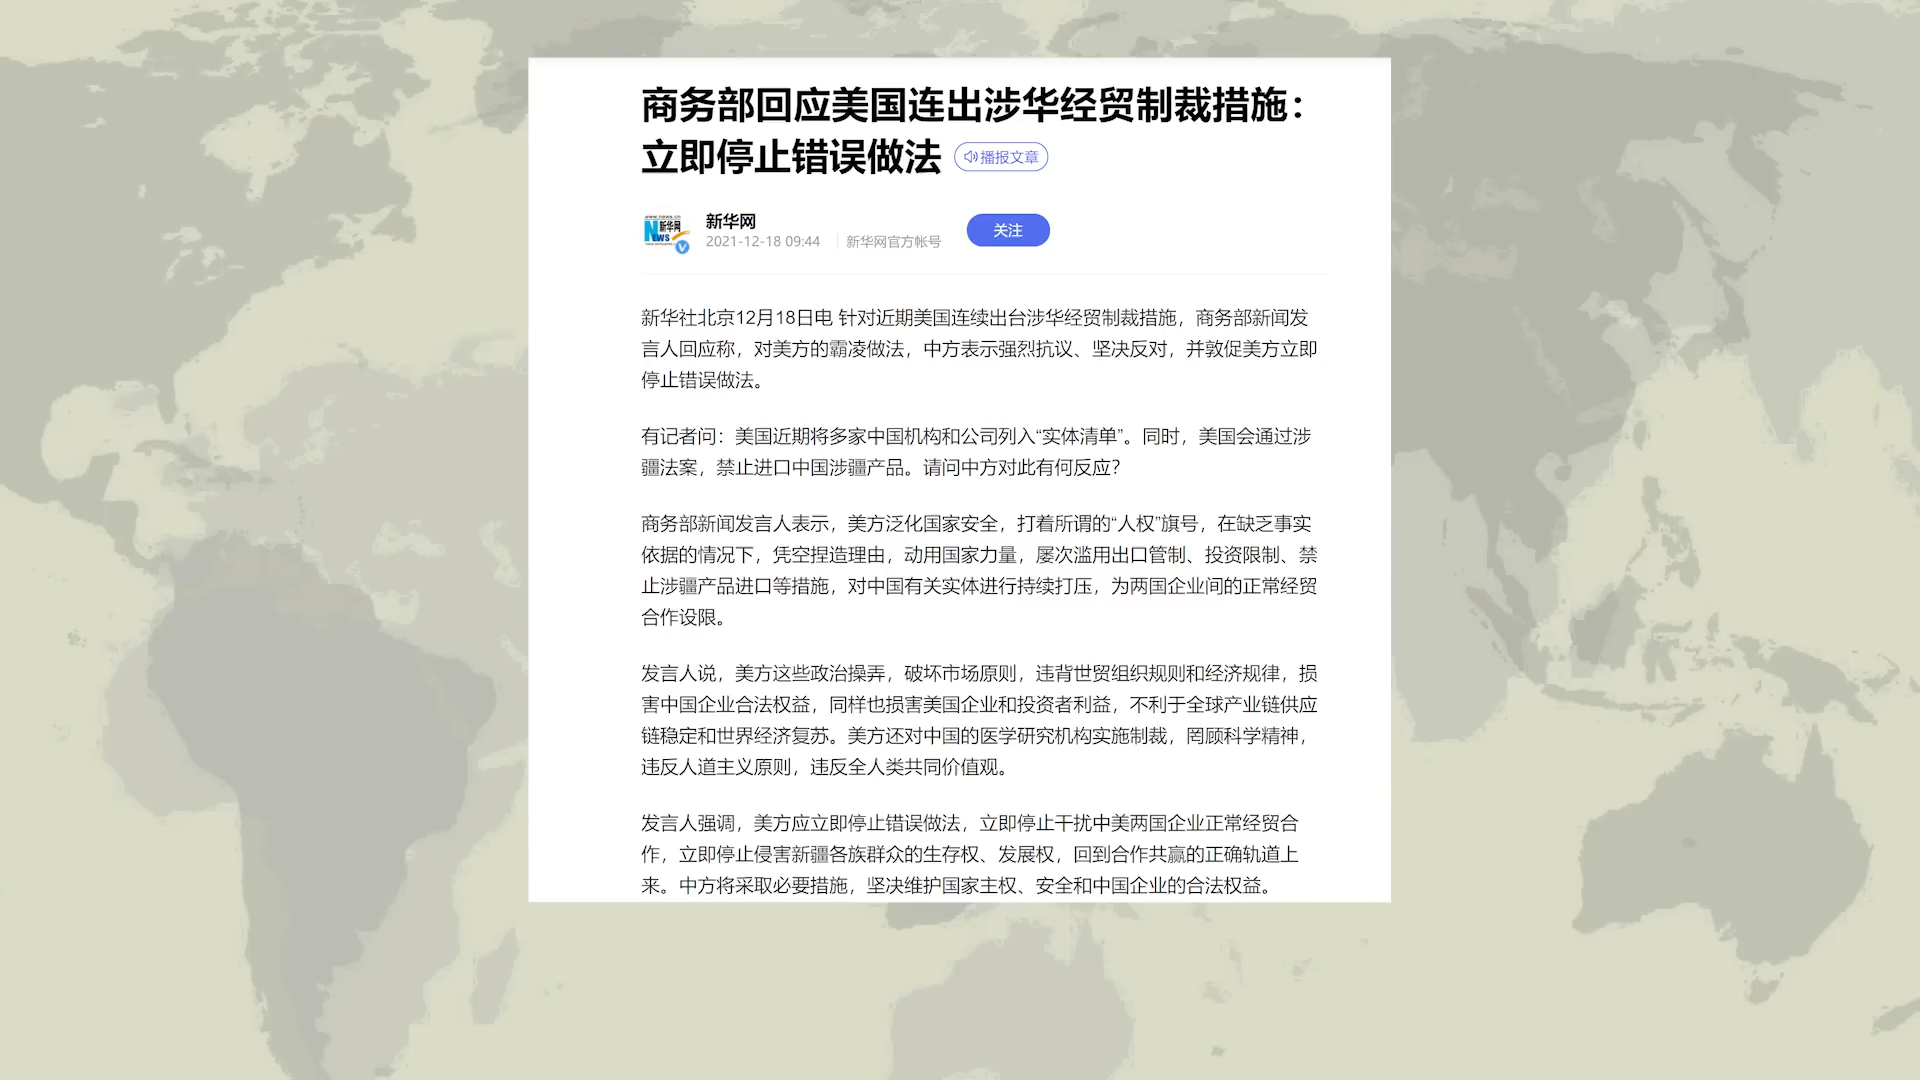 商务部回应美国连出涉华经贸制裁措施：
立即停止错误做法
播报文章
新华网
NEWS
新华网
2021-12-18 09:44
新华网官方帐号
关注
新华社北京12月18日电 针对近期美国连续出台涉华经贸制裁措施，商务部新闻发
言人回应称，对美方的霸凌做法，中方表示强烈抗议、坚决反对，并敦促美方立即
停止错误做法。
有记者问：美国近期将多家中国机构和公司列入“实体清单”。同时，美国会通过涉
疆法案，禁止进口中国涉疆产品。请问中方对此有何反应？
商务部新闻发言人表示，美方泛化国家安全，打着所谓的“人权”旗号，在缺乏事实
依据的情况下，凭空捏造理由，动用国家力量，屡次滥用出口管制、投资限制、禁
止涉疆产品进口等措施，对中国有关实体进行持续打压，为两国企业间的正常经贸
合作设限。
发言人说，美方这些政治操弄，破坏市场原则，违背世贸组织规则和经济规律，损
害中国企业合法权益，同样也损害美国企业和投资者利益，不利于全球产业链供应
链稳定和世界经济复苏。美方还对中国的医学研究机构实施制裁，罔顾科学精神，
违反人道主义原则，违反全人类共同价值观。
发言人强调，美方应立即停止错误做法，立即停止干扰中美两国企业正常经贸合
作，立即停止侵害新疆各族群众的生存权、发展权，回到合作共赢的正确轨道上
来。中方将采取必要措施，坚决维护国家主权、安全和中国企业的合法权益。